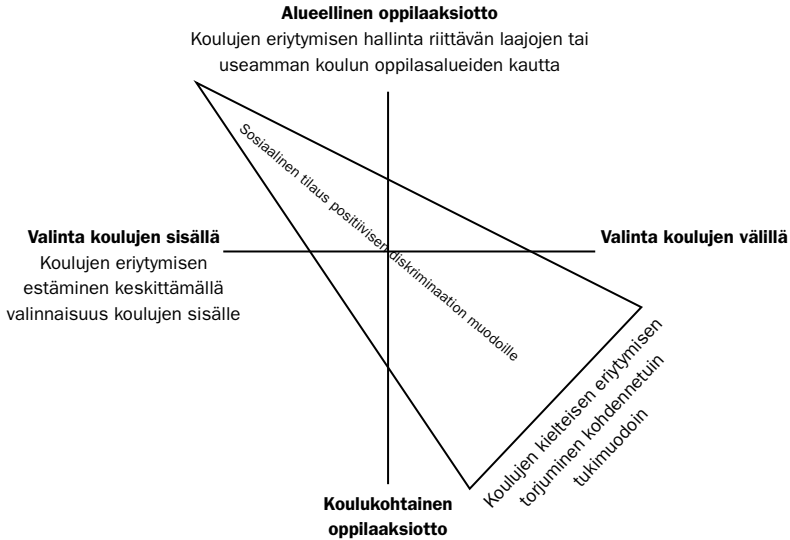 Alueellinen oppilaaksiotto
Koulujen eriytymisen hallinta riittävän laajojen tai
useamman koulun oppilasalueiden kautta
Sosiaalinen tilaus positiivisen diskriminaation muodoille
Valinta koulujen sisällä
Koulujen eriytymisen
estäminen keskittämällä
valinnaisuus koulujen sisälle
Valinta koulujen välillä
Koulujen kielteisen eriytymisen
torjuminen kohdennetuin
tukimuodoin
Koulukohtainen
oppilaaksiotto